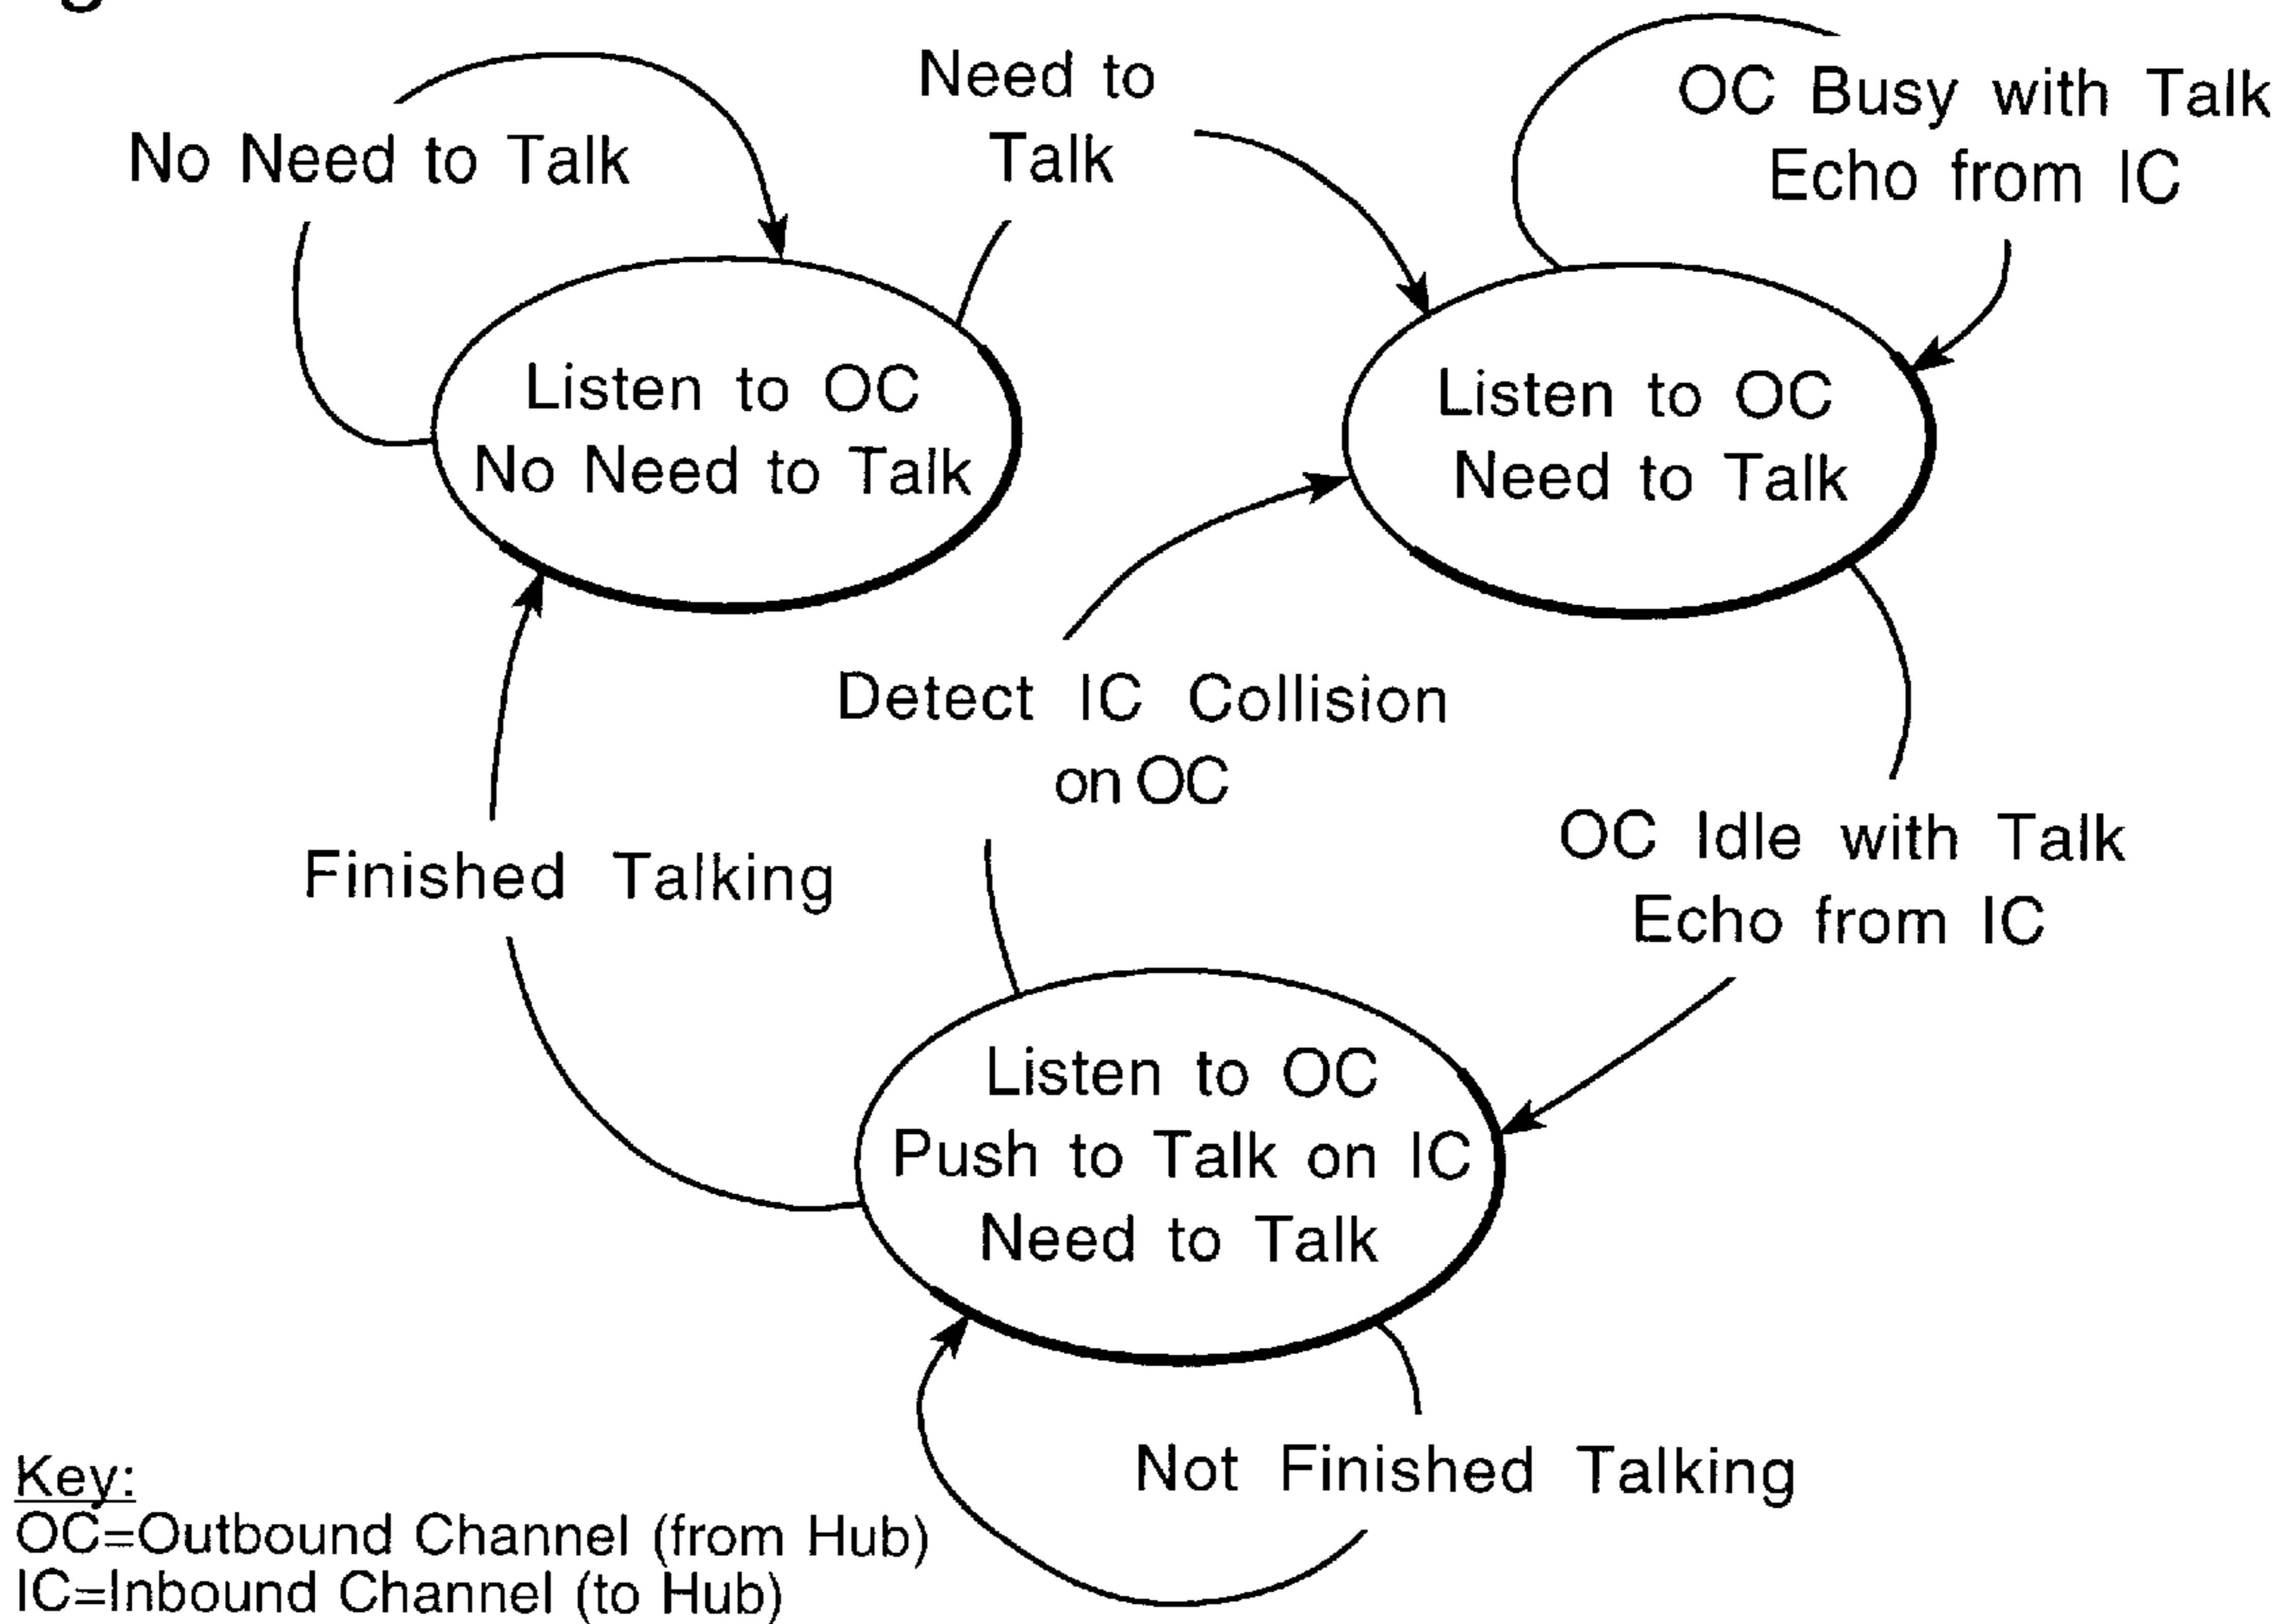 Need to
Talk
No Need to Talk
OC Busy with Talk
Echo from IC
Listen to OC
No Need to Talk
Listen to OC
Need to Talk
Detect IC Collision
on OC
Finished Talking
OC Idle with Talk
Echo from IC
Listen to OC
Push to Talk on IC
Need to Talk
Not Finished Talking
Key:
OC=Outbound Channel (from Hub)
IC=Inbound Channel (to Hub)